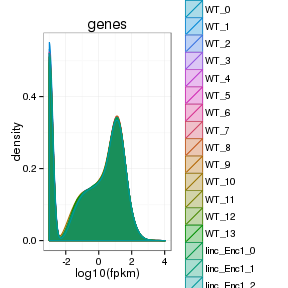 genes
density
0.4
0.2
0.0
-2
0
2
4
log10(fpkm)
WT_0
WT_1
WT_2
WT_3
WT_4
WT_5
WT_6
WT_7
WT_8
WT_9
WT_10
WT_11
WT_12
WT_13
linc_Enc1_0
linc_Enc1_1
linc_Enc1_2